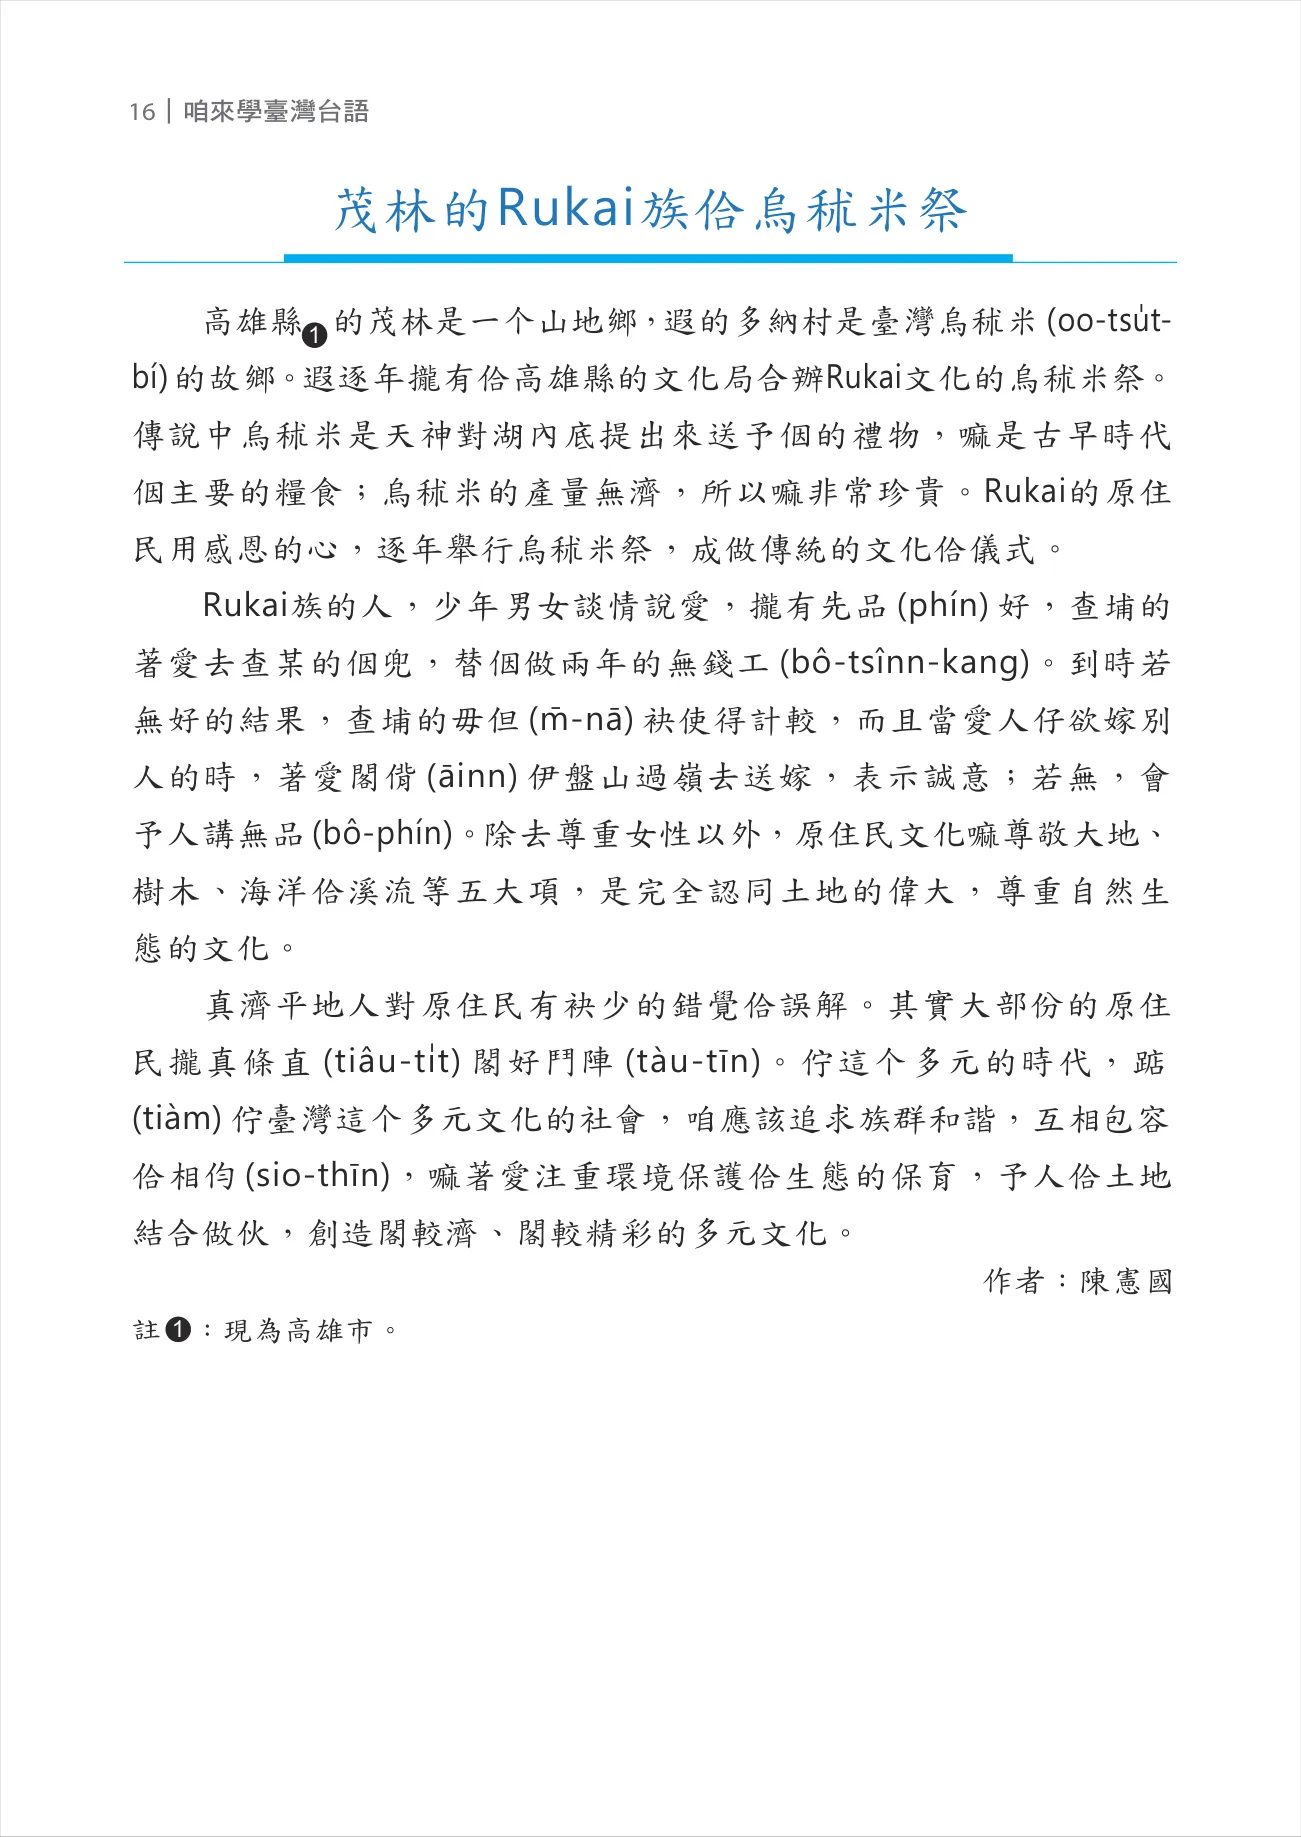 16｜咱來學臺灣台語
茂林的Rukai族佮烏秫米祭
高雄縣❶的茂林是一个山地鄉，遐的多納村是臺灣烏秫米 (oo-tsu̍t-
bí) 的故鄉。遐逐年攏有佮高雄縣的文化局合辦Rukai文化的烏秫米祭。
傳說中烏秫米是天神對湖內底提出來送予𪜶的禮物，嘛是古早時代
𪜶主要的糧食；烏秫米的產量無濟，所以嘛非常珍貴。Rukai的原住
民用感恩的心，逐年舉行烏秫米祭，成做傳統的文化佮儀式。
Rukai族的人，少年男女談情說愛，攏有先品 (phín) 好，查埔的
著愛去查某的𪜶兜，替𪜶做兩年的無錢工 (bô-tsînn-kang)。到時若
無好的結果，查埔的毋但 (m̄-nā) 袂使得計較，而且當愛人仔欲嫁別
人的時，著愛閣偝 (āinn) 伊盤山過嶺去送嫁，表示誠意；若無，會
予人講無品 (bô-phín)。除去尊重女性以外，原住民文化嘛尊敬大地、
樹木、海洋佮溪流等五大項，是完全認同土地的偉大，尊重自然生
態的文化。
真濟平地人對原住民有袂少的錯覺佮誤解。其實大部份的原住
民攏真條直 (tiâu-ti̍t) 閣好鬥陣 (tàu-tīn)。佇這个多元的時代，踮
(tiàm) 佇臺灣這个多元文化的社會，咱應該追求族群和諧，互相包容
佮相伨 (sio-thīn)，嘛著愛注重環境保護佮生態的保育，予人佮土地
結合做伙，創造閣較濟、閣較精彩的多元文化。
作者：陳憲國
註❶：現為高雄市。